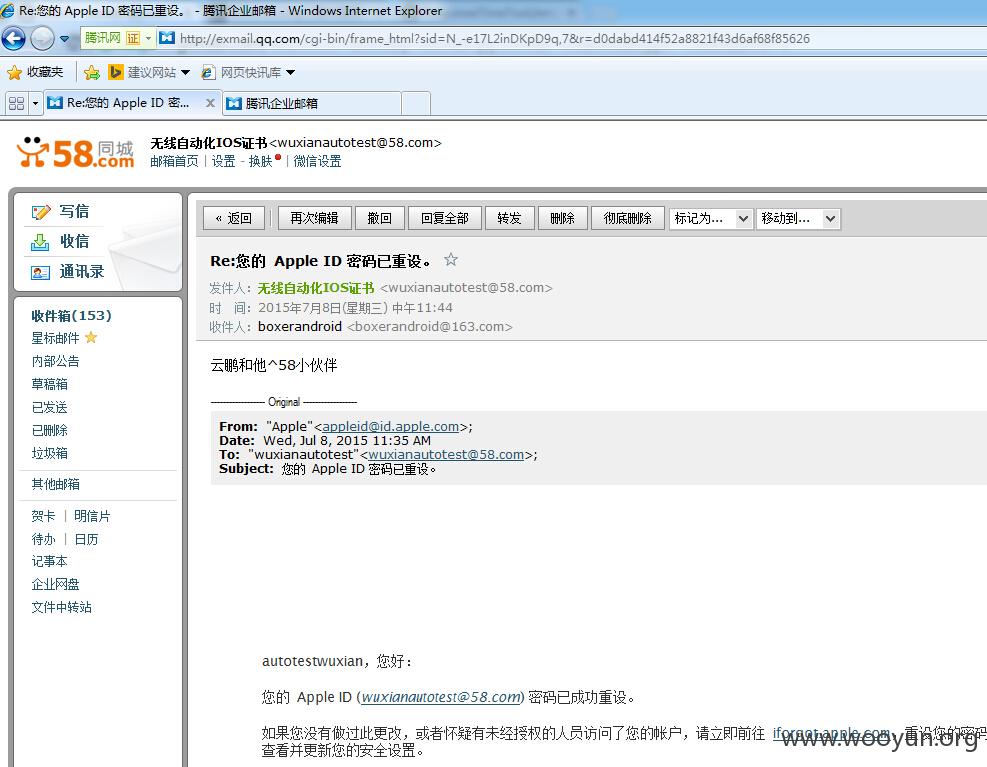 Re:您的 Apple ID 密码已重设。 - 腾讯企业邮箱 - Windows Internet Explorer
腾讯网 证 http://exmail.qq.com/cgi-bin/frame_html?sid=N_-e17L2inDKpD9q,7&r=d0dabd414f52a8821f43d6af68f85626
收藏夹 建议网站 网页快讯库
Re:您的 Apple ID 密... X 腾讯企业邮箱
58同城 .com
无线自动化IOS证书<wuxianautotest@58.com>
邮箱首页 | 设置 - 换肤 | 微信设置
写信
收信
通讯录
收件箱(153)
星标邮件
内部公告
草稿箱
已发送
已删除
垃圾箱
其他邮箱
贺卡 | 明信片
待办 | 日历
记事本
企业网盘
文件中转站
« 返回 再次编辑 撤回 回复全部 转发 删除 彻底删除 标记为... 移动到...
Re:您的 Apple ID 密码已重设。 ☆
发件人：无线自动化IOS证书 <wuxianautotest@58.com>
时 间：2015年7月8日(星期三) 中午11:44
收件人：boxerandroid <boxerandroid@163.com>
云鹏和他^58小伙伴
------------------ Original ------------------
From: "Apple"<appleid@id.apple.com>;
Date: Wed, Jul 8, 2015 11:35 AM
To: "wuxianautotest"<wuxianautotest@58.com>;
Subject: 您的 Apple ID 密码已重设。
autotestwuxian，您好：
您的 Apple ID (wuxianautotest@58.com) 密码已成功重设。
如果您没有做过此更改，或者怀疑有未经授权的人员访问了您的帐户，请立即前往 iforgot.apple.com 重设您的密码
查看并更新您的安全设置。
www.wooyun.org